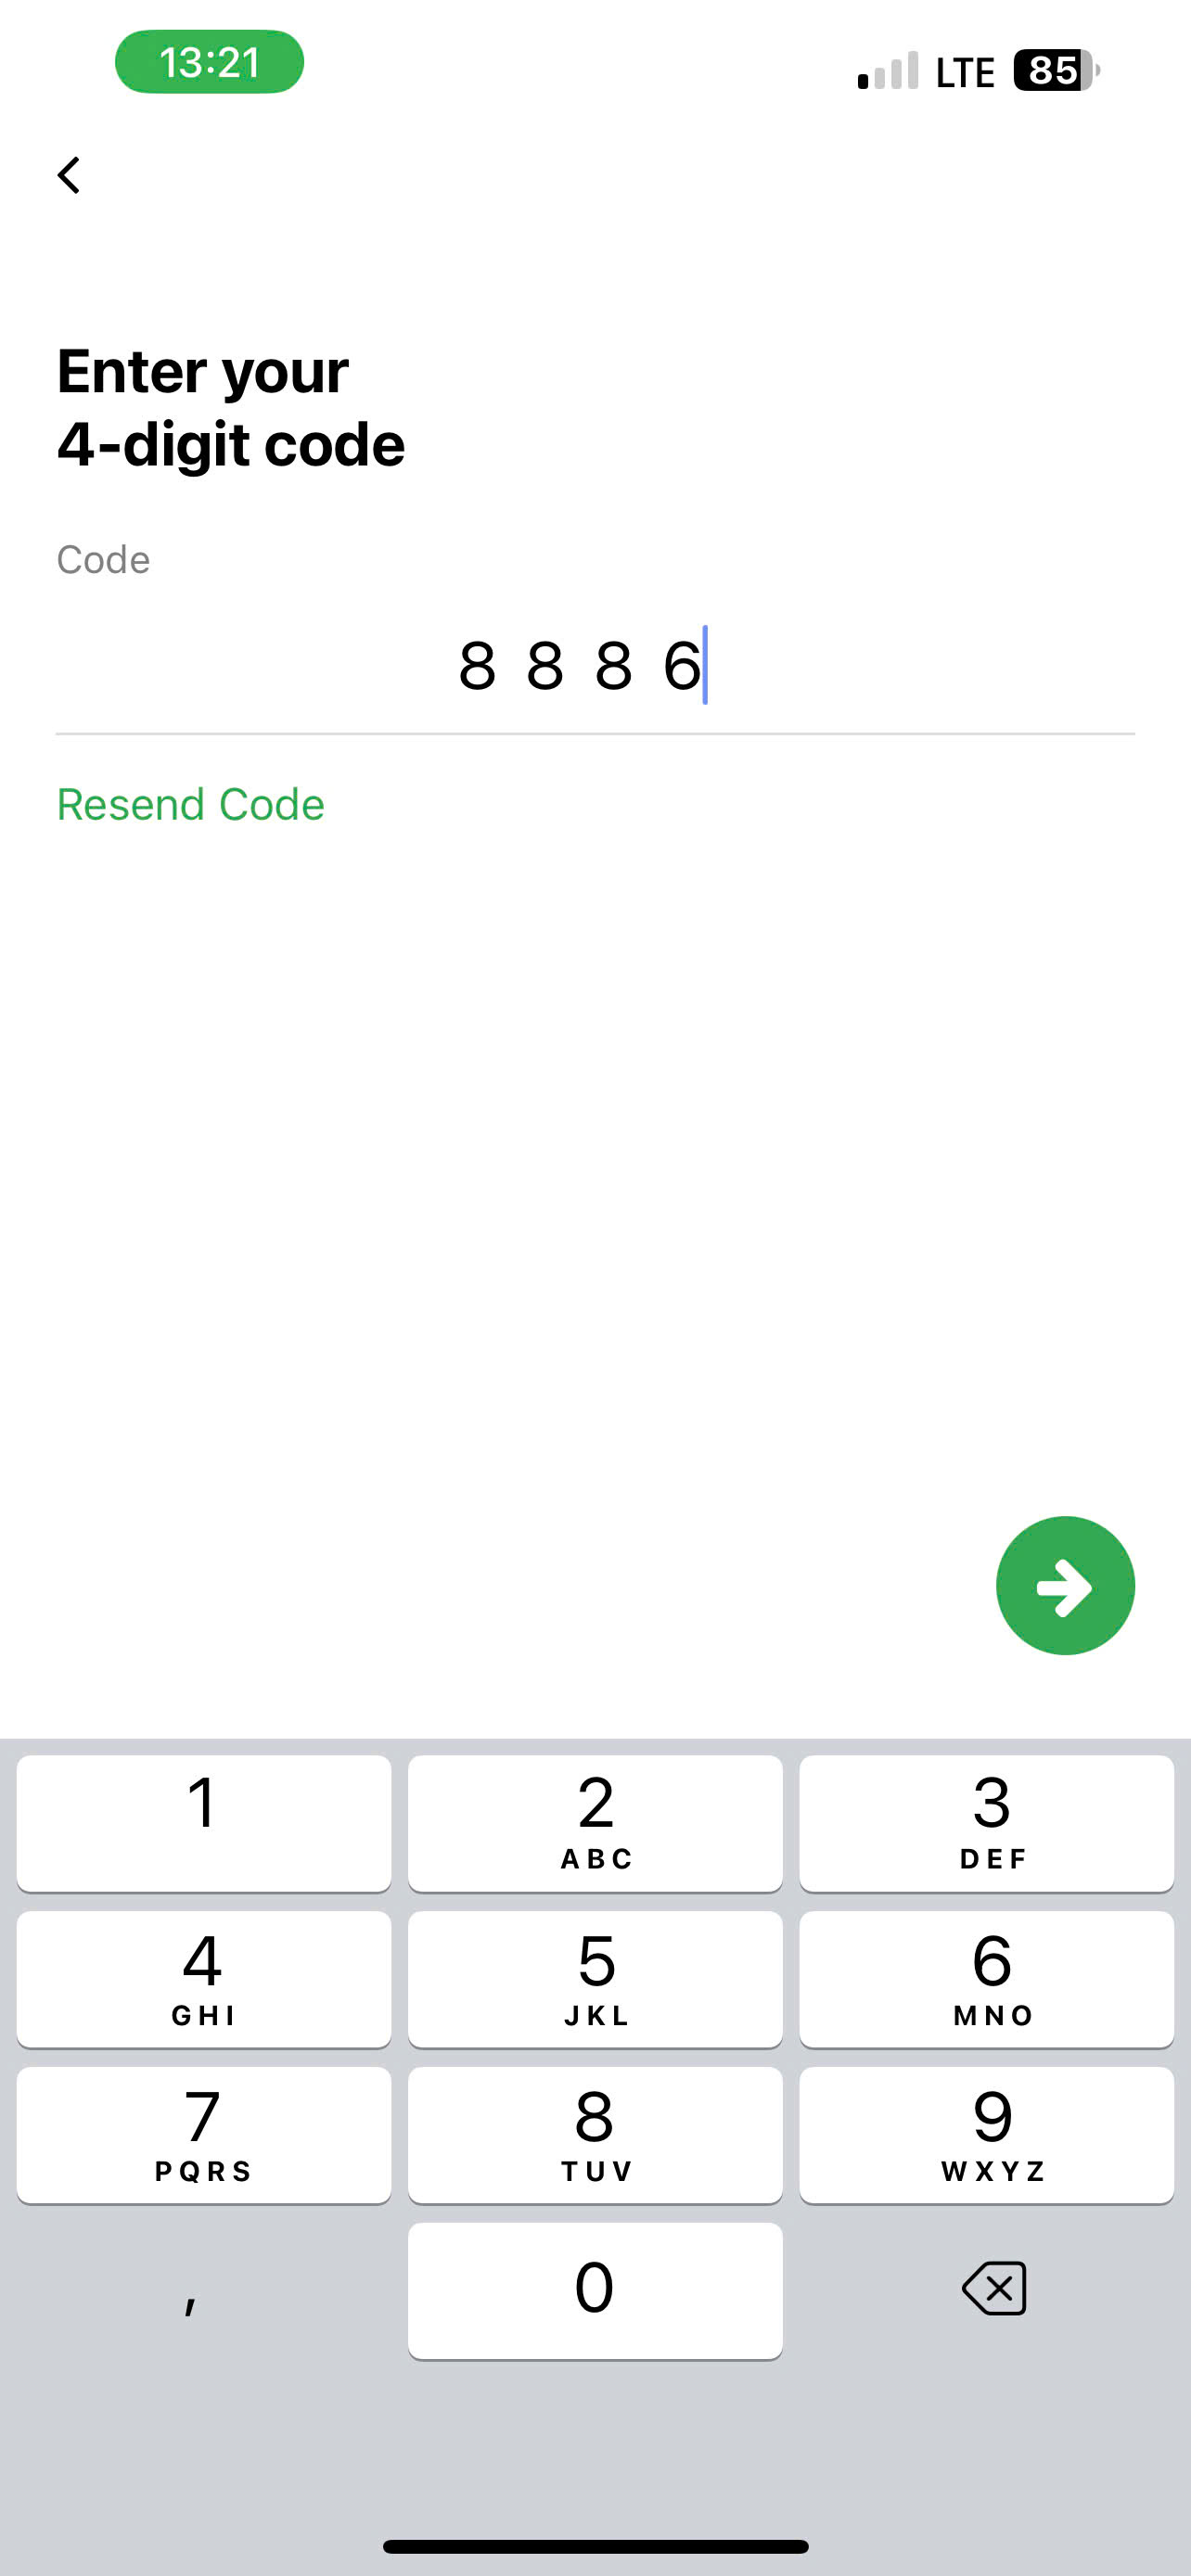 13:21
LTE 85
Enter your
4-digit code
Code
8 8 8 6
Resend Code
1 2 3
ABC DEF
4 5 6
GHI JKL MNO
7 8 9
PQRS TUV WXYZ
, 0